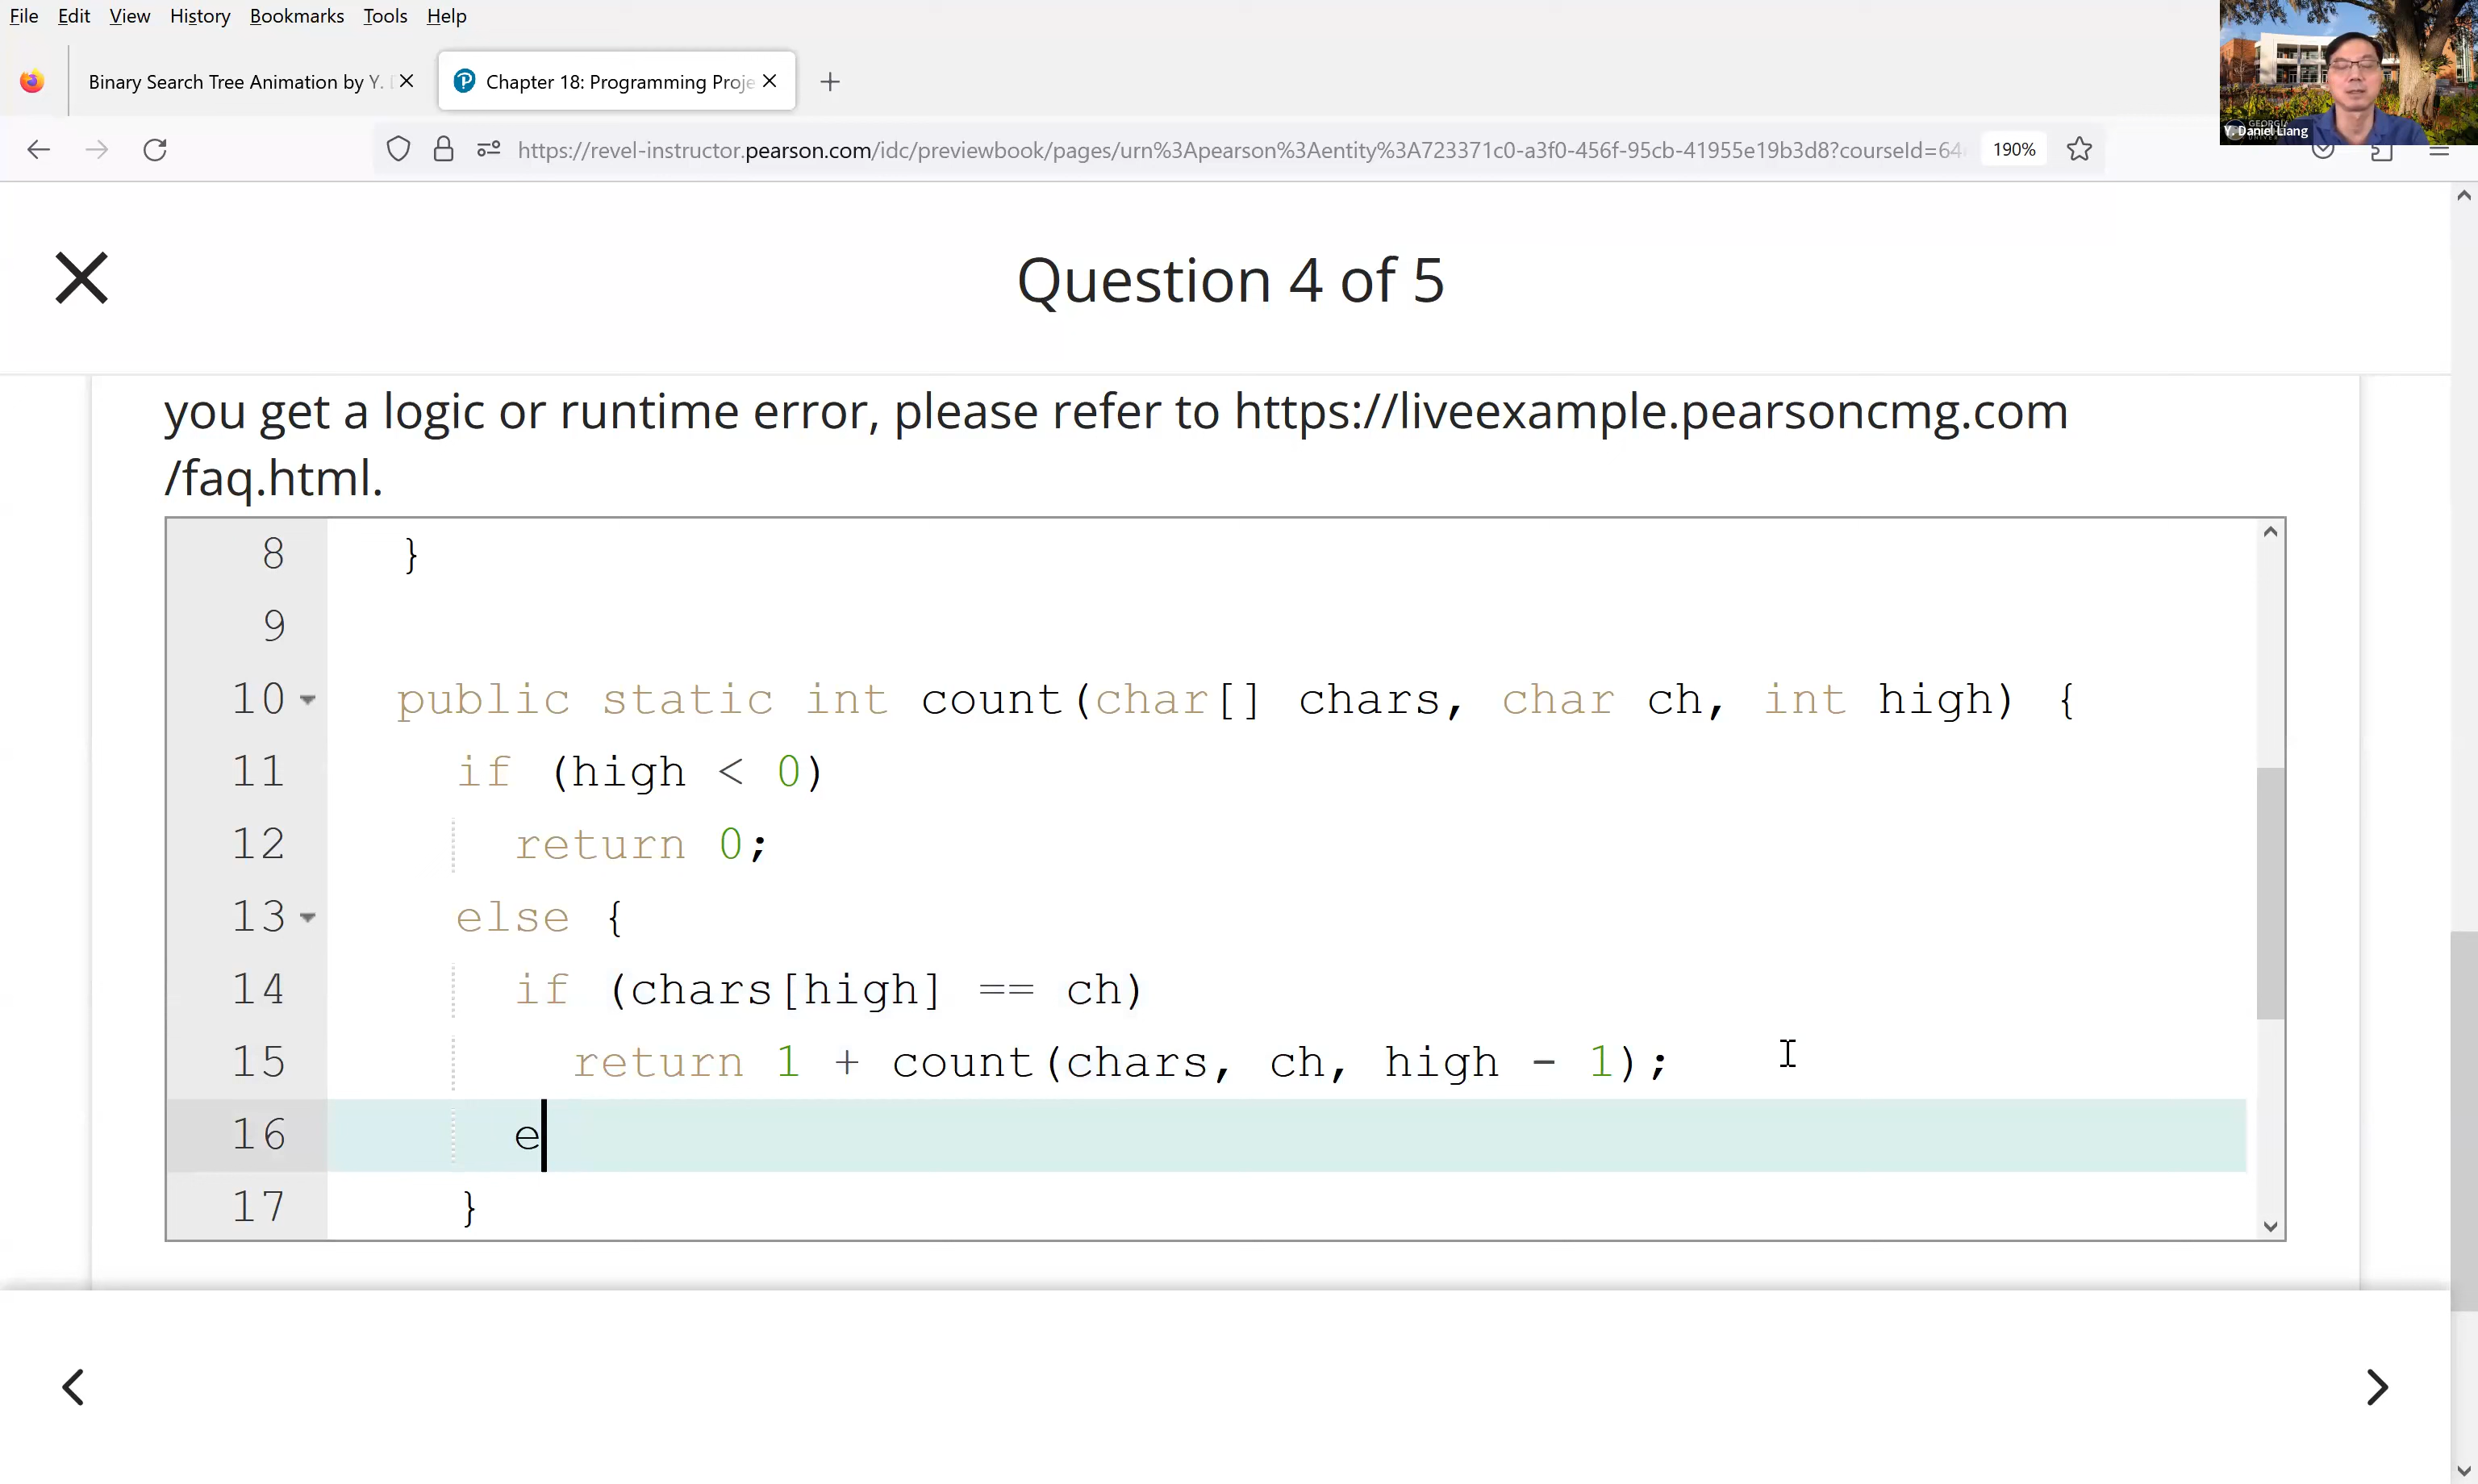 File Edit View History Bookmarks Tools Help
Binary Search Tree Animation by Y.
Chapter 18: Programming Proje
https://revel-instructor.pearson.com/idc/previewbook/pages/urn%3Apearson%3Aentity%3A723371c0-a3f0-456f-95cb-41955e19b3d8?courseId=64
190%
Y. Daniel Liang
Question 4 of 5
you get a logic or runtime error, please refer to https://liveexample.pearsoncmg.com
/faq.html.
8 }
9
10 public static int count(char[] chars, char ch, int high) {
11 if (high < 0)
12 return 0;
13 else {
14 if (chars[high] == ch)
15 return 1 + count(chars, ch, high - 1);
16 e
17 }